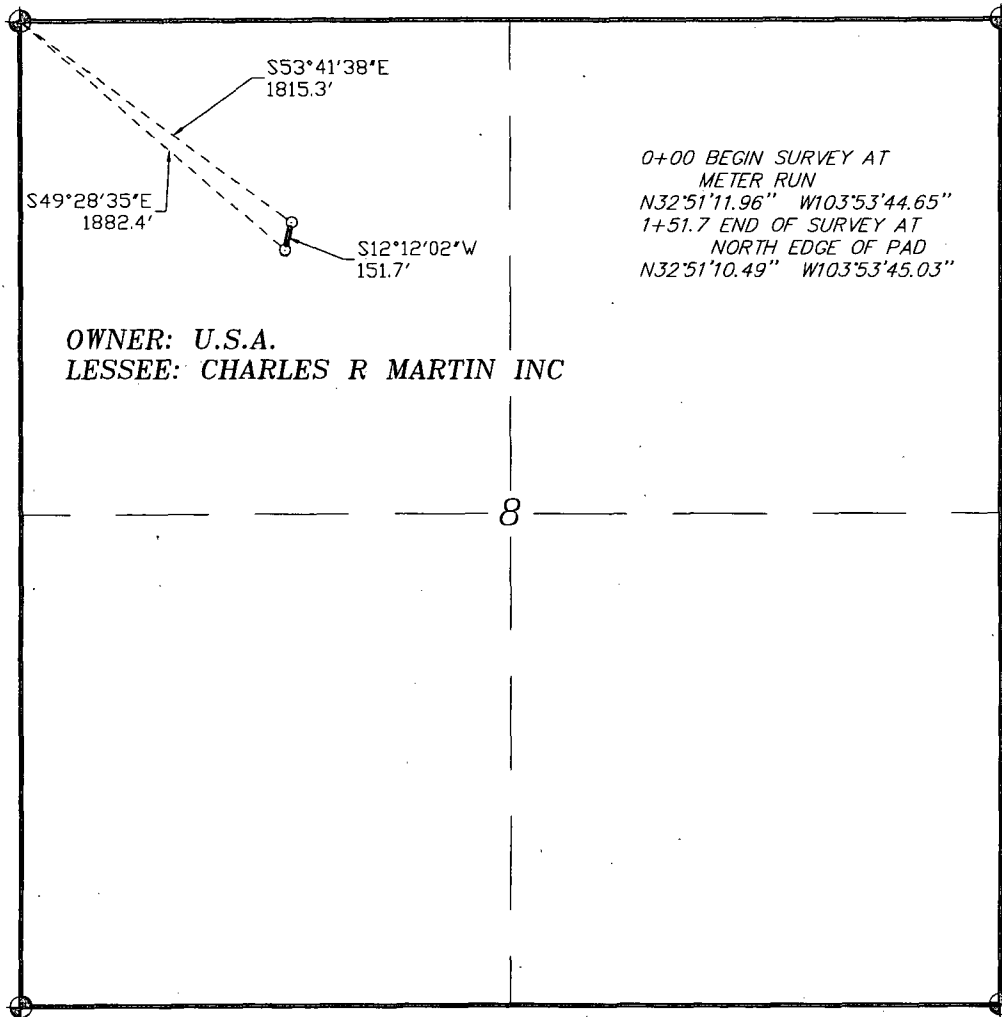 S53°41'38"E
1815.3'
S49°28'35"E
1882.4'
S12°12'02"W
151.7'
0+00 BEGIN SURVEY AT
METER RUN
N32°51'11.96" W103°53'44.65"
1+51.7 END OF SURVEY AT
NORTH EDGE OF PAD
N32°51'10.49" W103°53'45.03"
OWNER: U.S.A.
LESSEE: CHARLES R MARTIN INC
8